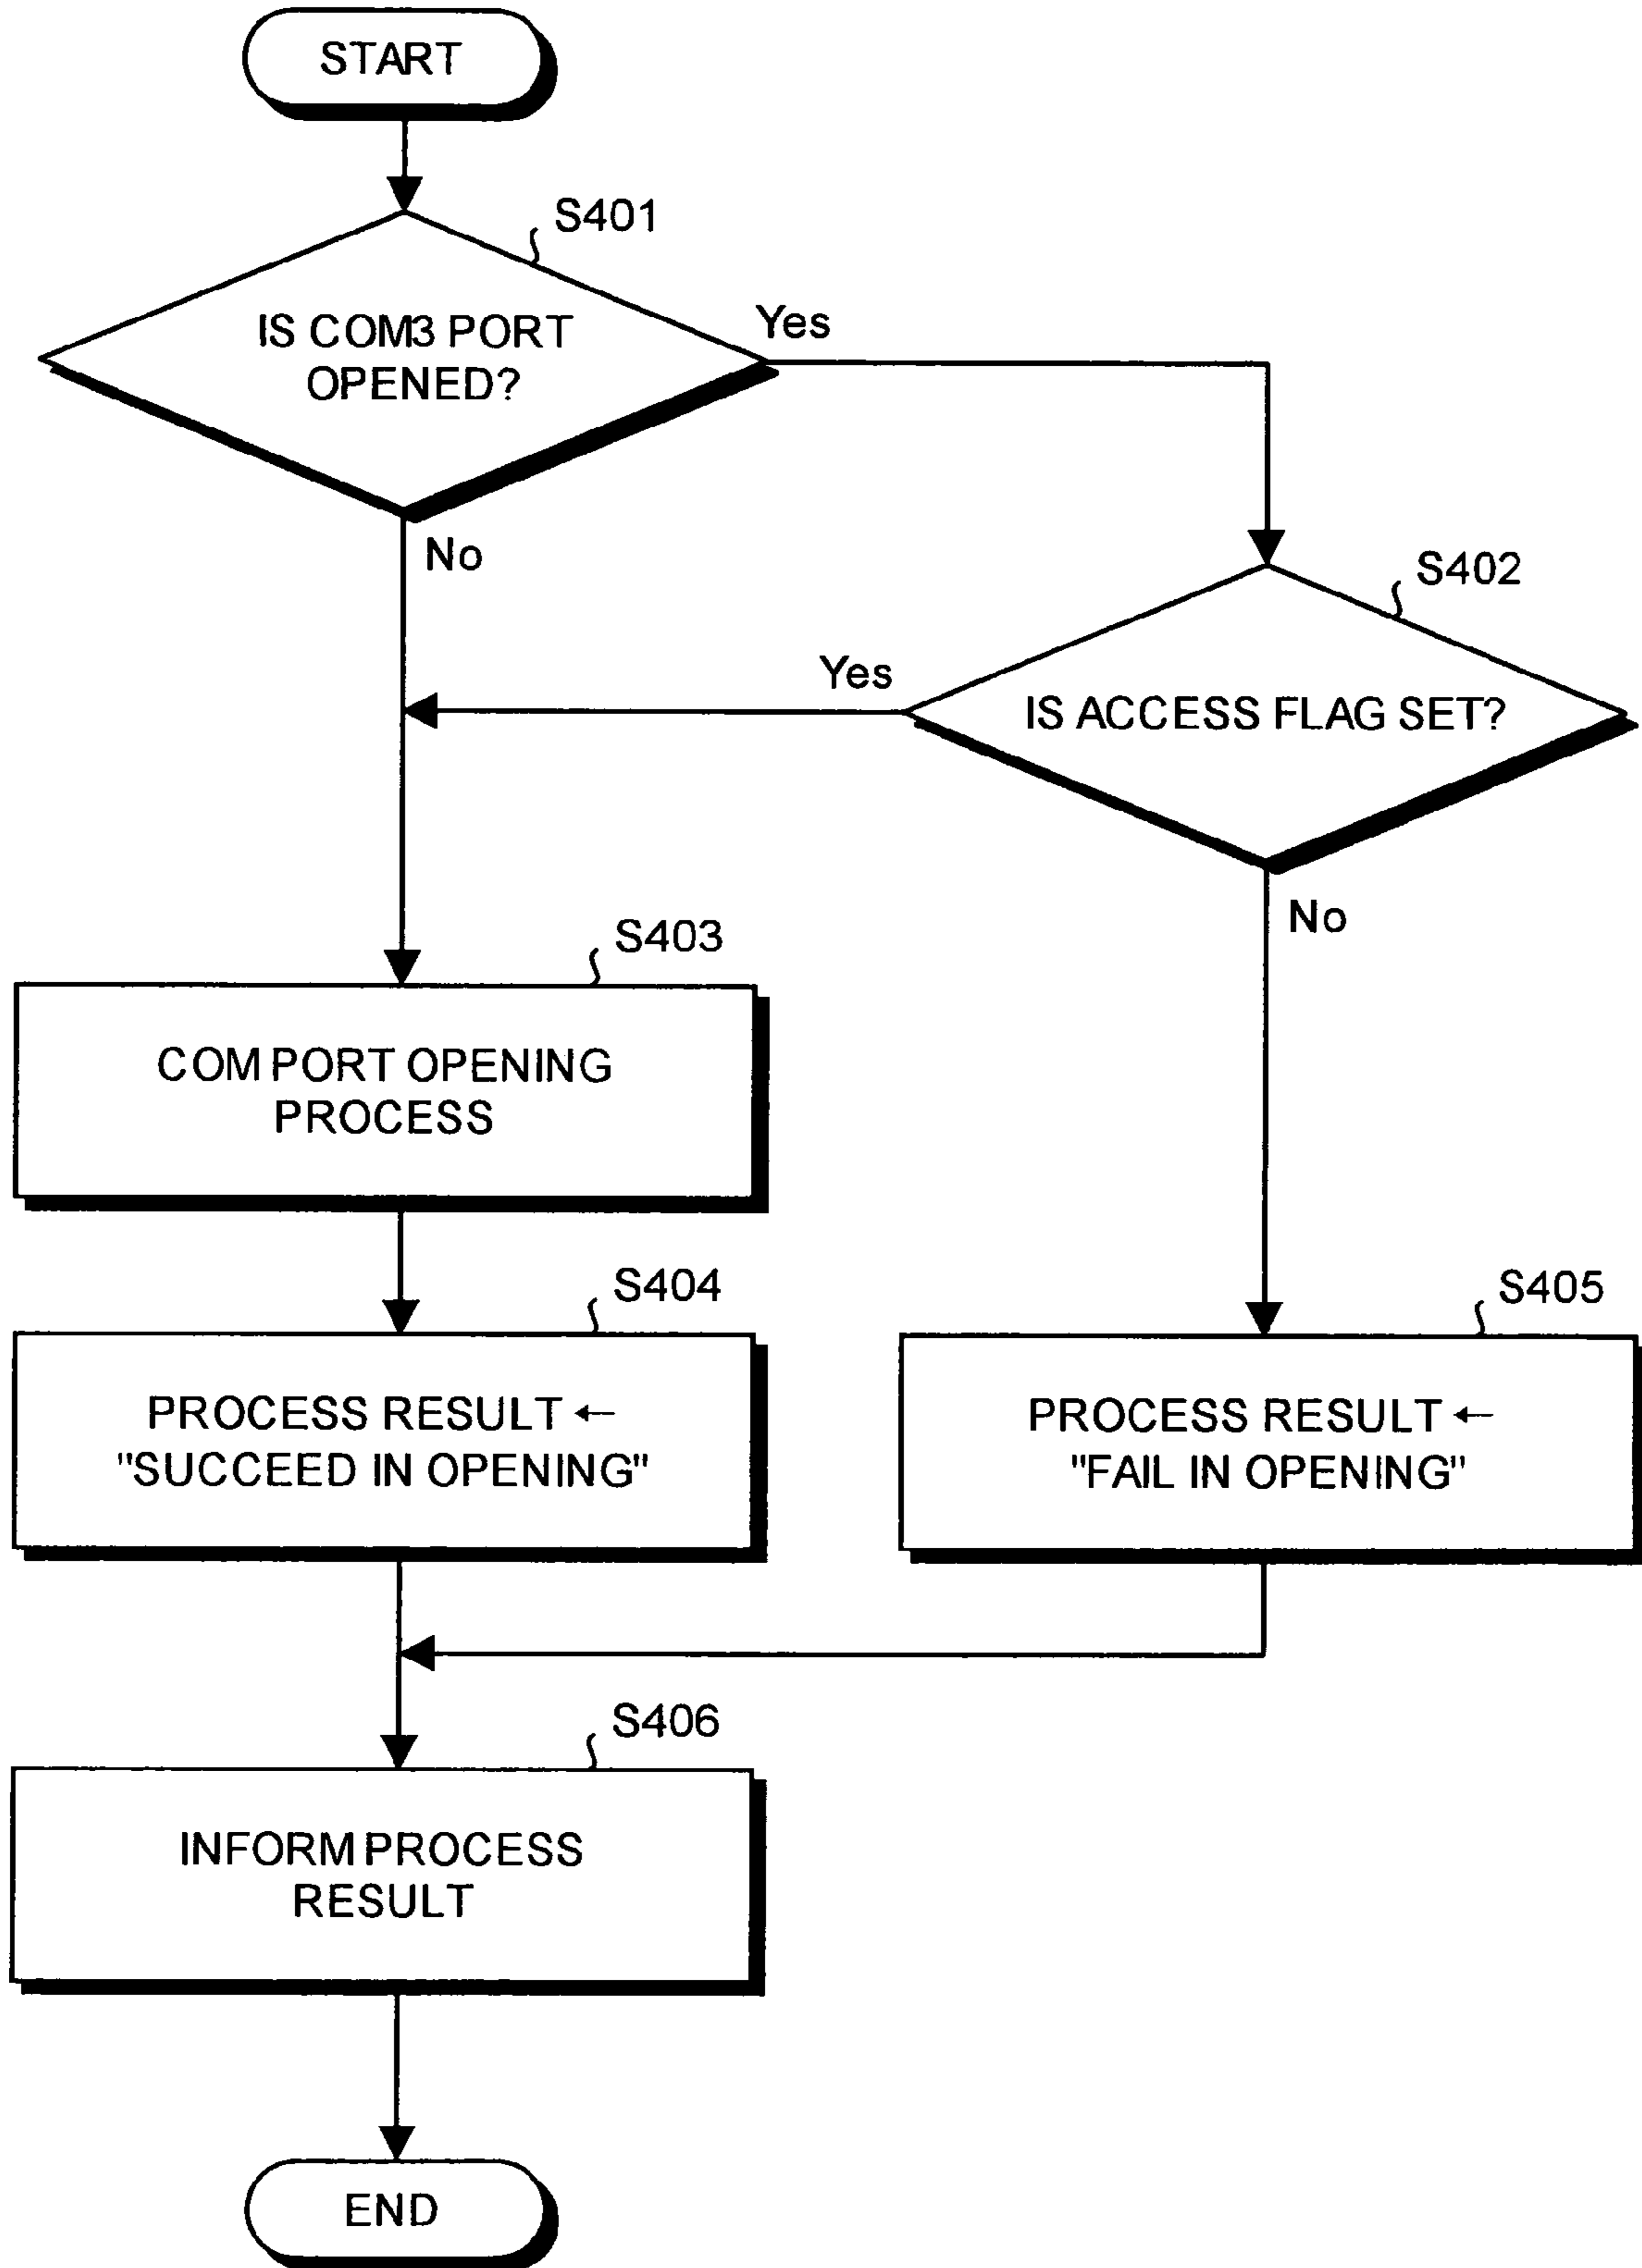 START
S401
IS COM3 PORT
OPENED?
Yes
No
S402
IS ACCESS FLAG SET?
Yes
No
S403
COM PORT OPENING
PROCESS
S404
PROCESS RESULT ←
"SUCCEED IN OPENING"
S405
PROCESS RESULT ←
"FAIL IN OPENING"
S406
INFORM PROCESS
RESULT
END